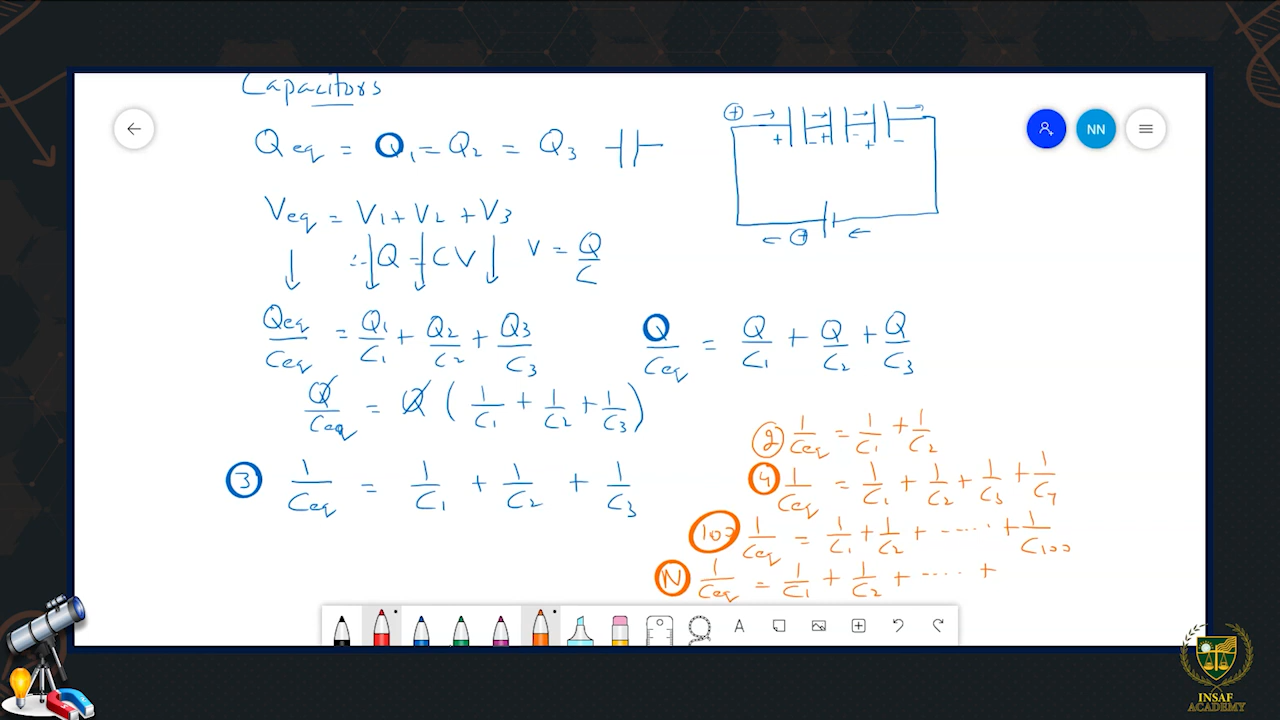 Capacitors
Qeq = Q1 = Q2 = Q3
Veq = V1 + V2 + V3
∴ Q = CV V = Q/C
Qeq/Ceq = Q1/C1 + Q2/C2 + Q3/C3
Q/Ceq = Q/C1 + Q/C2 + Q/C3
Q/Ceq = Q ( 1/C1 + 1/C2 + 1/C3 )
3 1/Ceq = 1/C1 + 1/C2 + 1/C3
2 1/Ceq = 1/C1 + 1/C2
4 1/Ceq = 1/C1 + 1/C2 + 1/C3 + 1/C4
100 1/Ceq = 1/C1 + 1/C2 + ..... + 1/C100
N 1/Ceq = 1/C1 + 1/C2 + ..... +
+ + - + - + -
+
NN
A
INSAF
ACADEMY